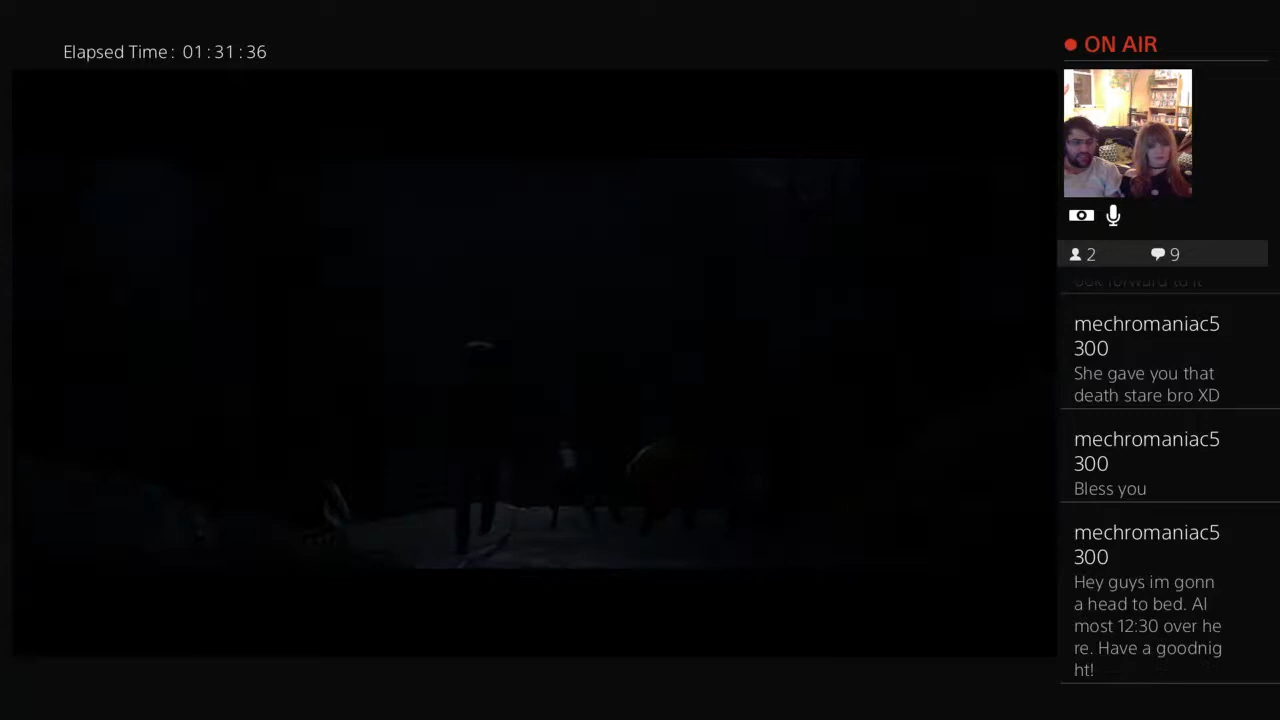 Elapsed Time: 01:31:36
ON AIR
2
9
mechromaniac5
300
She gave you that
death stare bro XD
mechromaniac5
300
Bless you
mechromaniac5
300
Hey guys im gonn
a head to bed. Al
most 12:30 over he
re. Have a goodnig
ht!